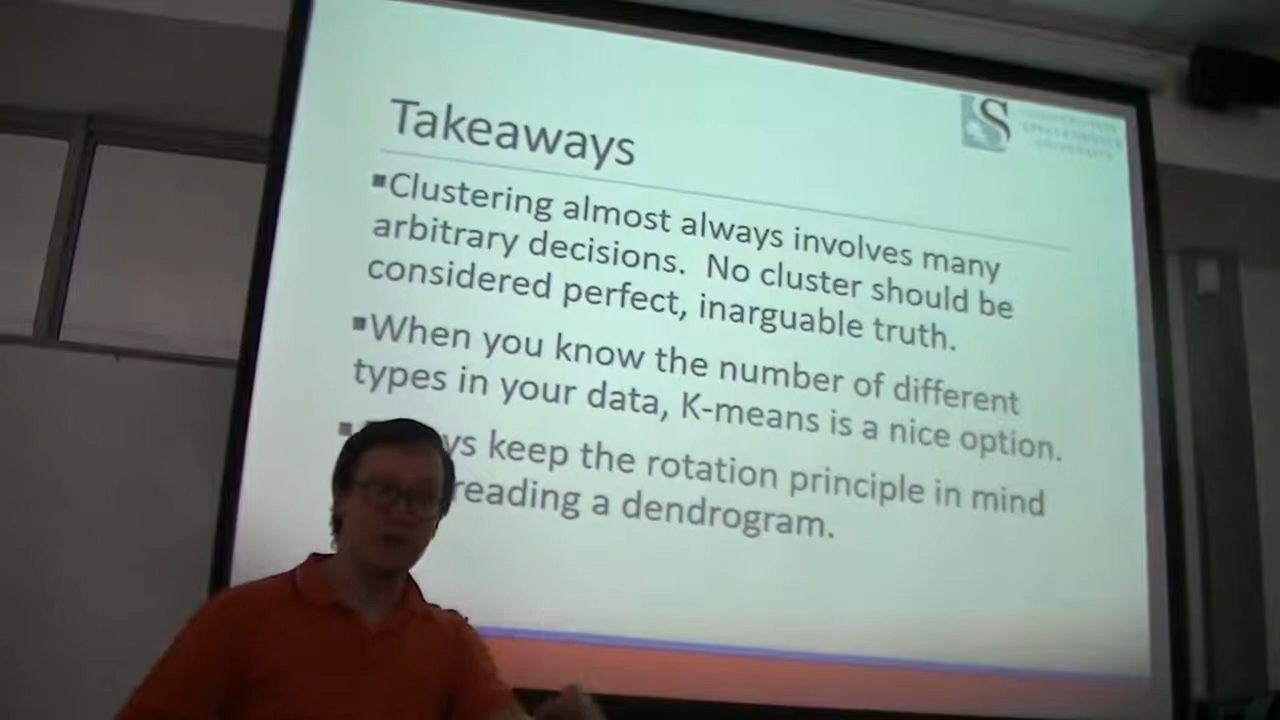 Takeaways
S
▪Clustering almost always involves many
arbitrary decisions. No cluster should be
considered perfect, inarguable truth.
▪When you know the number of different
types in your data, K-means is a nice option.
▪ keep the rotation principle in mind
reading a dendrogram.